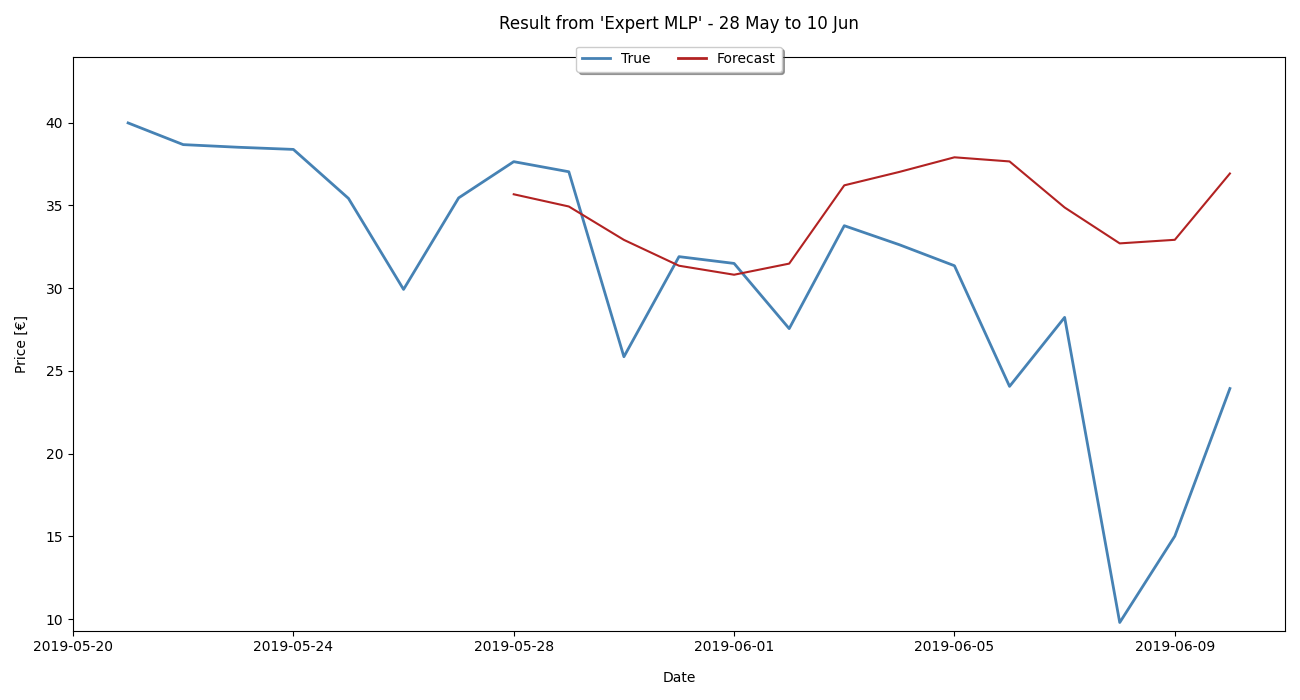 Result from 'Expert MLP' - 28 May to 10 Jun
True Forecast
40
35
30
25
20
15
10
Price [€]
2019-05-20 2019-05-24 2019-05-28 2019-06-01 2019-06-05 2019-06-09
Date